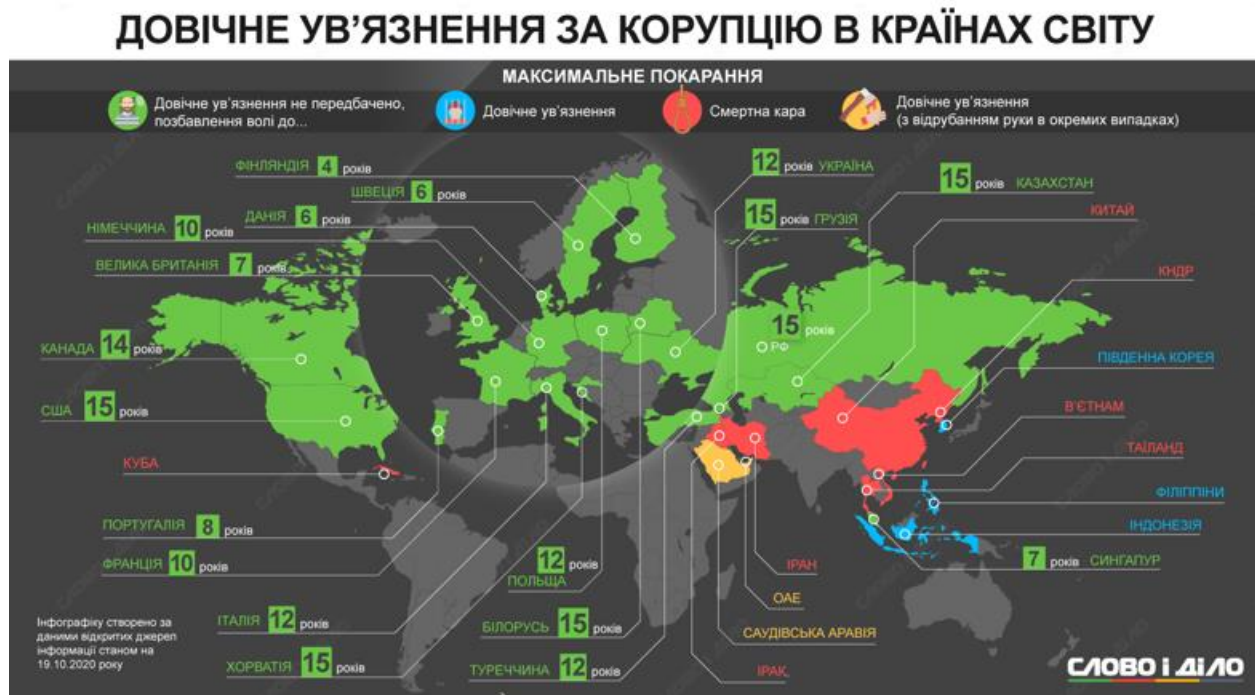 ДОВІЧНЕ УВ’ЯЗНЕННЯ ЗА КОРУПЦІЮ В КРАЇНАХ СВІТУ
МАКСИМАЛЬНЕ ПОКАРАННЯ
Довічне ув’язнення не передбачено,
позбавлення волі до...
Довічне ув’язнення
Смертна кара
Довічне ув’язнення
(з відрубанням руки в окремих випадках)
ФІНЛЯНДІЯ 4 років
ШВЕЦІЯ 6 років
ДАНІЯ 6 років
НІМЕЧЧИНА 10 років
ВЕЛИКА БРИТАНІЯ 7 років
КАНАДА 14 років
США 15 років
КУБА
ПОРТУГАЛІЯ 8 років
ФРАНЦІЯ 10 років
ІТАЛІЯ 12 років
ХОРВАТІЯ 15 років
12 років УКРАЇНА
15 років ГРУЗІЯ
15 років КАЗАХСТАН
КИТАЙ
КНДР
15 років
РФ
ПІВДЕННА КОРЕЯ
В’ЄТНАМ
ТАЇЛАНД
ФІЛІППІНИ
ІНДОНЕЗІЯ
7 років СИНГАПУР
12 років
ПОЛЬЩА
БІЛОРУСЬ 15 років
ТУРЕЧЧИНА 12 років
ІРАН
ОАЕ
САУДІВСЬКА АРАВІЯ
ІРАК
Інфографіку створено за
даними відкритих джерел
інформації станом на
19.10.2020 року
СЛОВО і ДІЛО